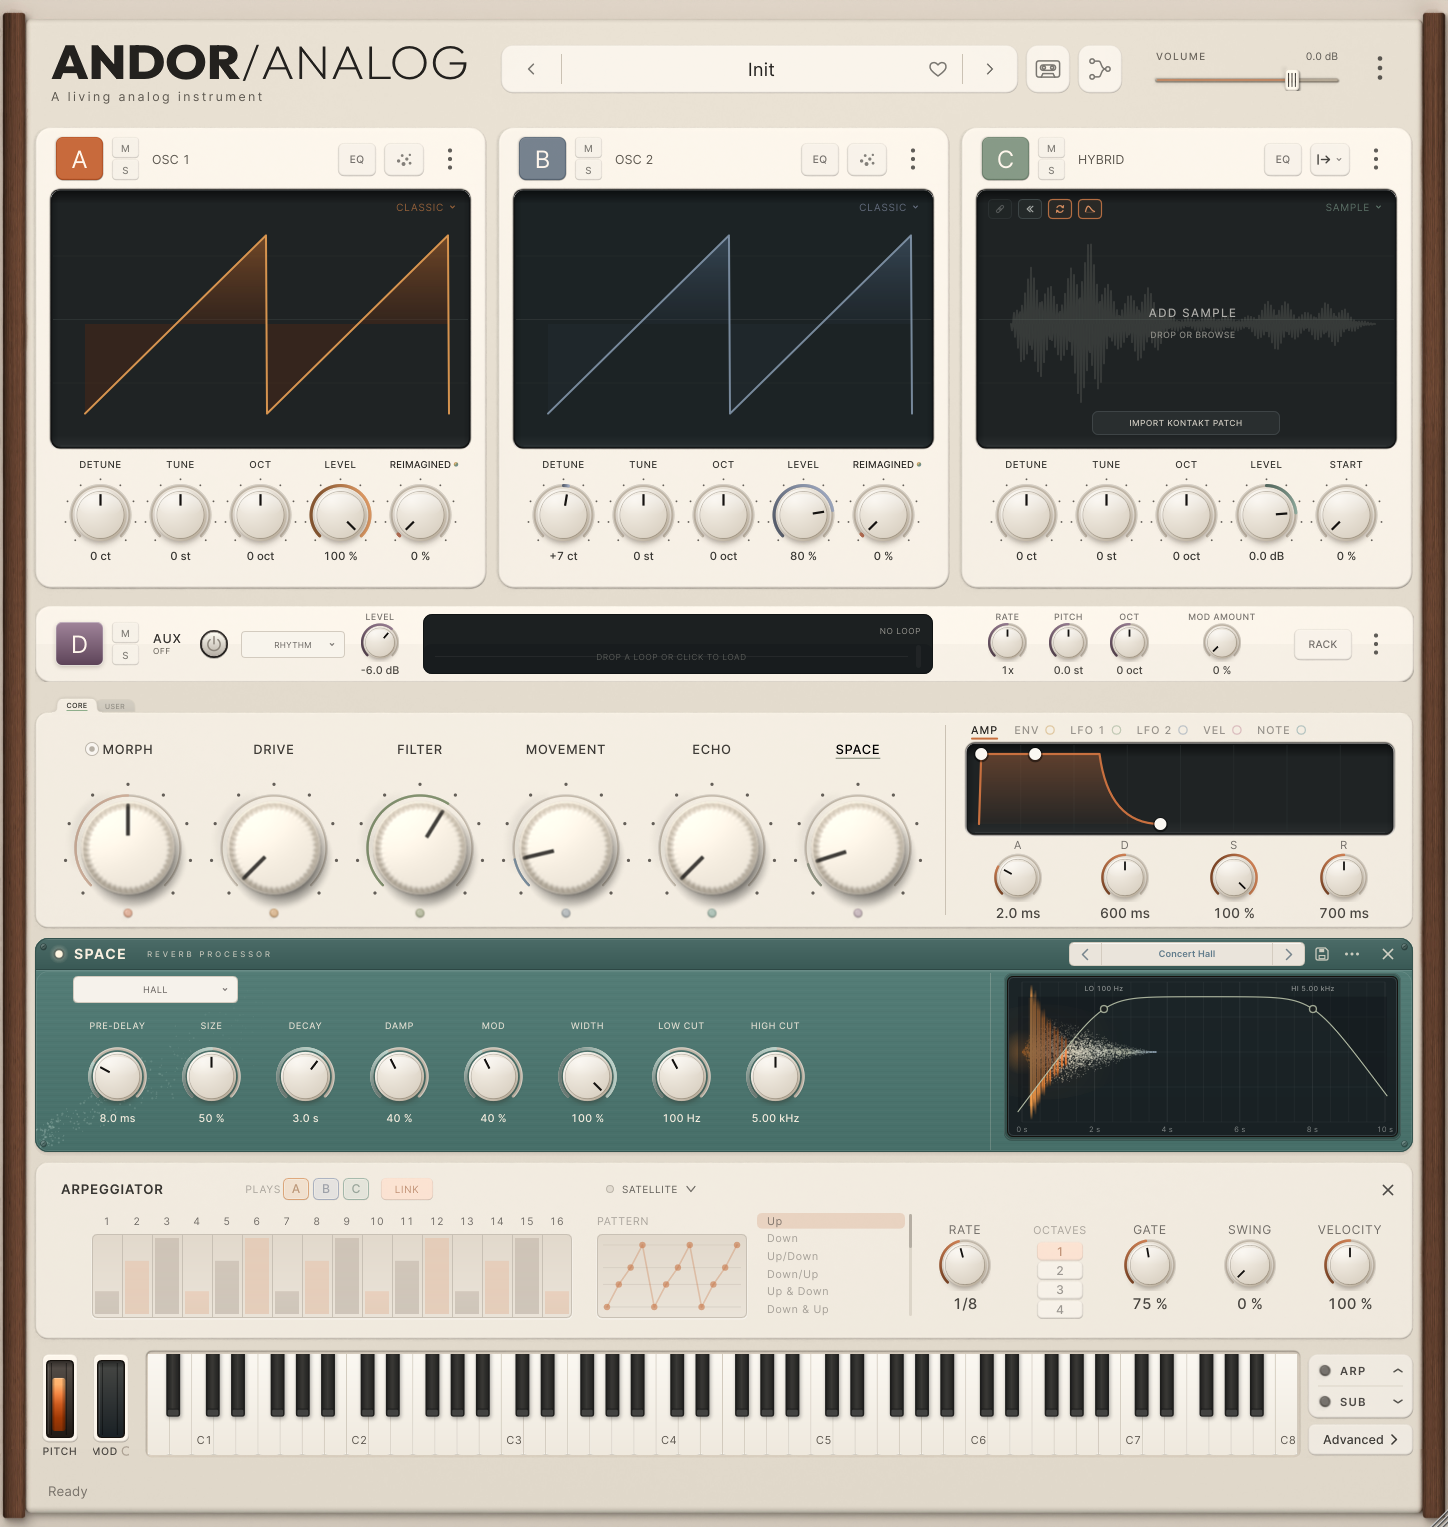 ANDOR/ANALOG
A living analog instrument
Init
VOLUME 0.0 dB
A M S OSC 1 EQ
CLASSIC
DETUNE TUNE OCT LEVEL REIMAGINED
0 ct 0 st 0 oct 100 % 0 %
B M S OSC 2 EQ
CLASSIC
DETUNE TUNE OCT LEVEL REIMAGINED
+7 ct 0 st 0 oct 80 % 0 %
C M S HYBRID EQ
SAMPLE
ADD SAMPLE
DROP OR BROWSE
IMPORT KONTAKT PATCH
DETUNE TUNE OCT LEVEL START
0 ct 0 st 0 oct 0.0 dB 0 %
D M S AUX
OFF
RHYTHM
LEVEL
-6.0 dB
NO LOOP
DROP A LOOP OR CLICK TO LOAD
RATE PITCH OCT MOD AMOUNT
1x 0.0 st 0 oct 0 %
RACK
CORE USER
MORPH DRIVE FILTER MOVEMENT ECHO SPACE
AMP ENV LFO 1 LFO 2 VEL NOTE
A D S R
2.0 ms 600 ms 100 % 700 ms
SPACE REVERB PROCESSOR
Concert Hall
HALL
PRE-DELAY SIZE DECAY DAMP MOD WIDTH LOW CUT HIGH CUT
8.0 ms 50 % 3.0 s 40 % 40 % 100 % 100 Hz 5.00 kHz
LO 100 Hz HI 5.00 kHz
0 s 2 s 4 s 6 s 8 s 10 s
ARPEGGIATOR
PLAYS A B C LINK
SATELLITE
1 2 3 4 5 6 7 8 9 10 11 12 13 14 15 16
PATTERN
Up
Down
Up/Down
Down/Up
Up & Down
Down & Up
RATE
1/8
OCTAVES
1
2
3
4
GATE
75 %
SWING
0 %
VELOCITY
100 %
PITCH MOD
C1 C2 C3 C4 C5 C6 C7 C8
ARP
SUB
Advanced
Ready